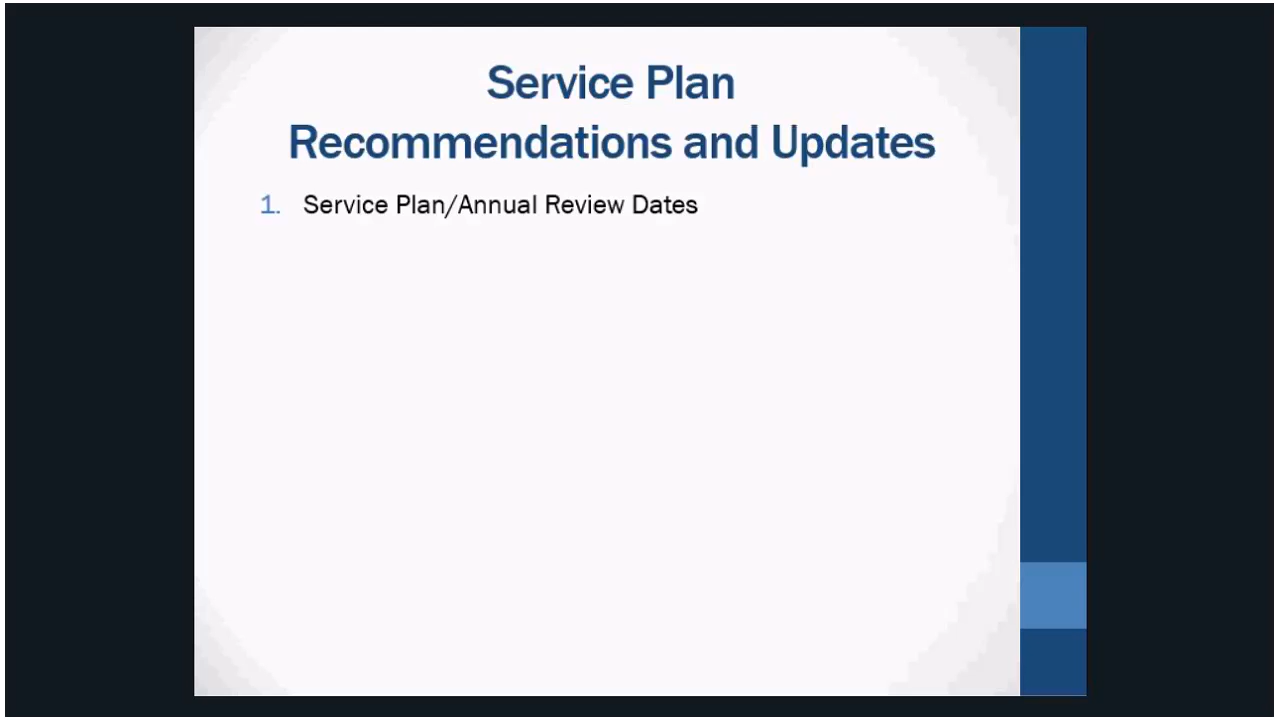 Service Plan
Recommendations and Updates
1. Service Plan/Annual Review Dates